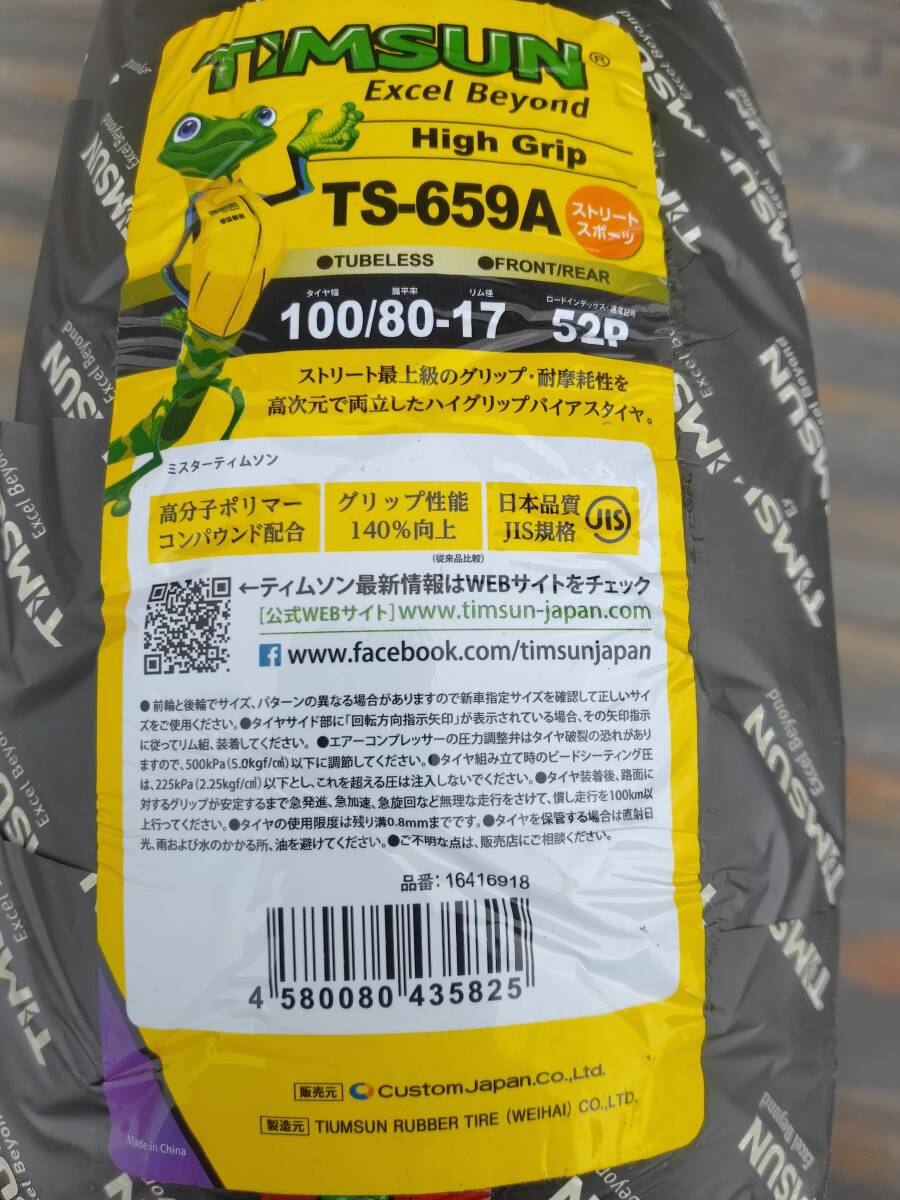 TIMSUN®
Excel Beyond
High Grip
TS-659A
ストリート
スポーツ
●TUBELESS ●FRONT/REAR
タイヤ幅 扁平率 リム径 ロードインデックス・速度記号
100/80-17 52P
ストリート最上級のグリップ・耐摩耗性を
高次元で両立したハイグリップバイアスタイヤ。
ミスターティムソン
高分子ポリマー
コンパウンド配合
グリップ性能
140%向上
(従来品比較)
日本品質
JIS規格
JIS
←ティムソン最新情報はWEBサイトをチェック
[公式WEBサイト] www.timsun-japan.com
f www.facebook.com/timsunjapan
●前輪と後輪でサイズ、パターンの異なる場合がありますので新車指定サイズを確認して正しいサイ
ズをご使用ください。●タイヤサイド部に「回転方向指示矢印」が表示されている場合、その矢印指示
に従ってリム組、装着してください。●エアーコンプレッサーの圧力調整弁はタイヤ破裂の恐れがあり
ますので、500kPa(5.0kgf/㎠)以下に調節してください。●タイヤ組み立て時のビードシーティング圧
は、225kPa(2.25kgf/㎠)以下とし、これを超える圧は注入しないでください。●タイヤ装着後、路面に
対するグリップが安定するまで急発進、急加速、急旋回など無理な走行をさけて、慣し走行を100km以
上行ってください。●タイヤの使用限度は残り溝0.8mmまでです。●タイヤを保管する場合は直射日
光、雨および水のかかる所、油を避けてください。●ご不明な点は、販売店にご相談ください。
品番：16416918
4 580080 435825
販売元 CustomJapan.Co.,Ltd.
製造元 TIUMSUN RUBBER TIRE (WEIHAI) CO.,LTD.
Made in China